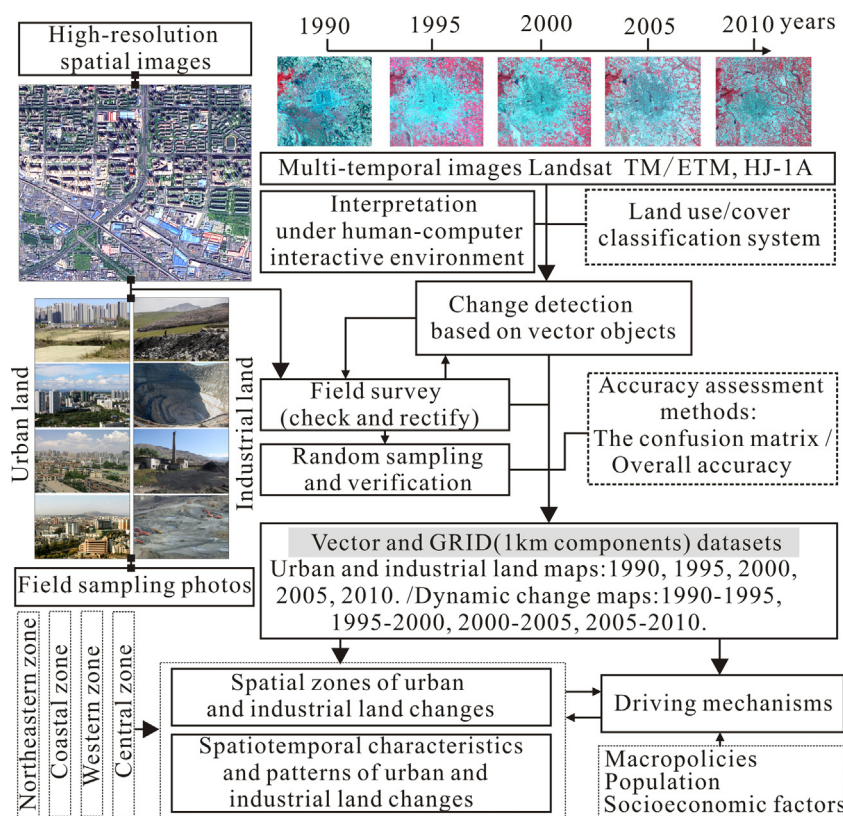 High-resolution
spatial images
1990 1995 2000 2005 2010 years
Multi-temporal images Landsat TM/ETM, HJ-1A
Interpretation
under human-computer
interactive environment
Land use/cover
classification system
Change detection
based on vector objects
Urban land
Industrial land
Field survey
(check and rectify)
Random sampling
and verification
Accuracy assessment
methods:
The confusion matrix /
Overall accuracy
Field sampling photos
Vector and GRID(1km components) datasets
Urban and industrial land maps:1990, 1995, 2000,
2005, 2010. /Dynamic change maps:1990-1995,
1995-2000, 2000-2005, 2005-2010.
Northeastern zone
Coastal zone
Western zone
Central zone
Spatial zones of urban
and industrial land changes
Spatiotemporal characteristics
and patterns of urban and
industrial land changes
Driving mechanisms
Macropolicies
Population
Socioeconomic factors